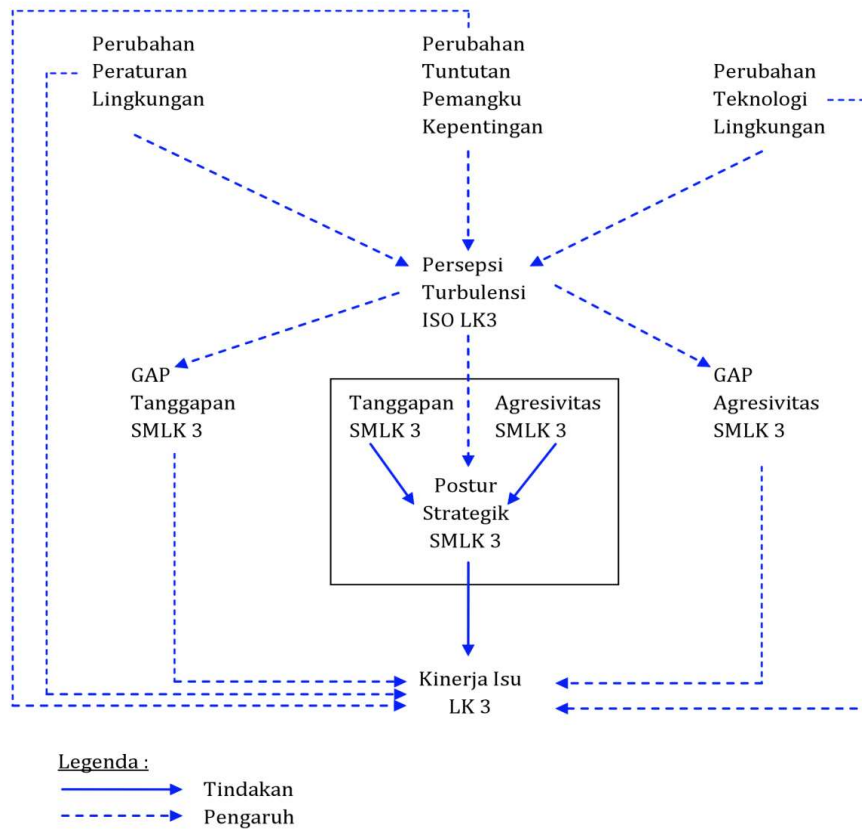 Perubahan
Peraturan
Lingkungan
Perubahan
Tuntutan
Pemangku
Kepentingan
Perubahan
Teknologi
Lingkungan
Persepsi
Turbulensi
ISO LK3
GAP
Tanggapan
SMLK 3
Tanggapan
SMLK 3
Agresivitas
SMLK 3
GAP
Agresivitas
SMLK 3
Postur
Strategik
SMLK 3
Kinerja Isu
LK 3
Legenda :
Tindakan
Pengaruh